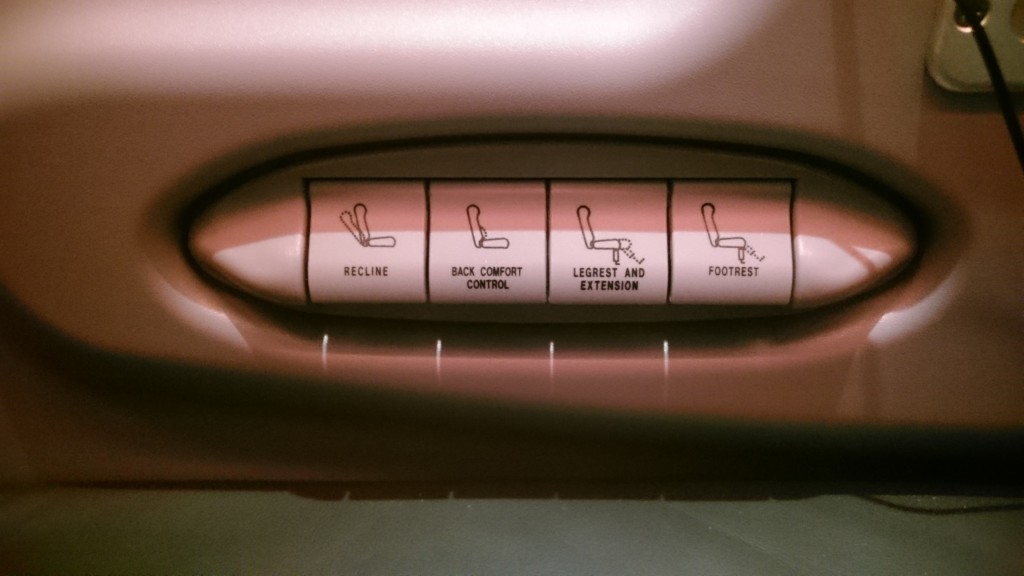 RECLINE
BACK COMFORT
CONTROL
LEGREST AND
EXTENSION
FOOTREST